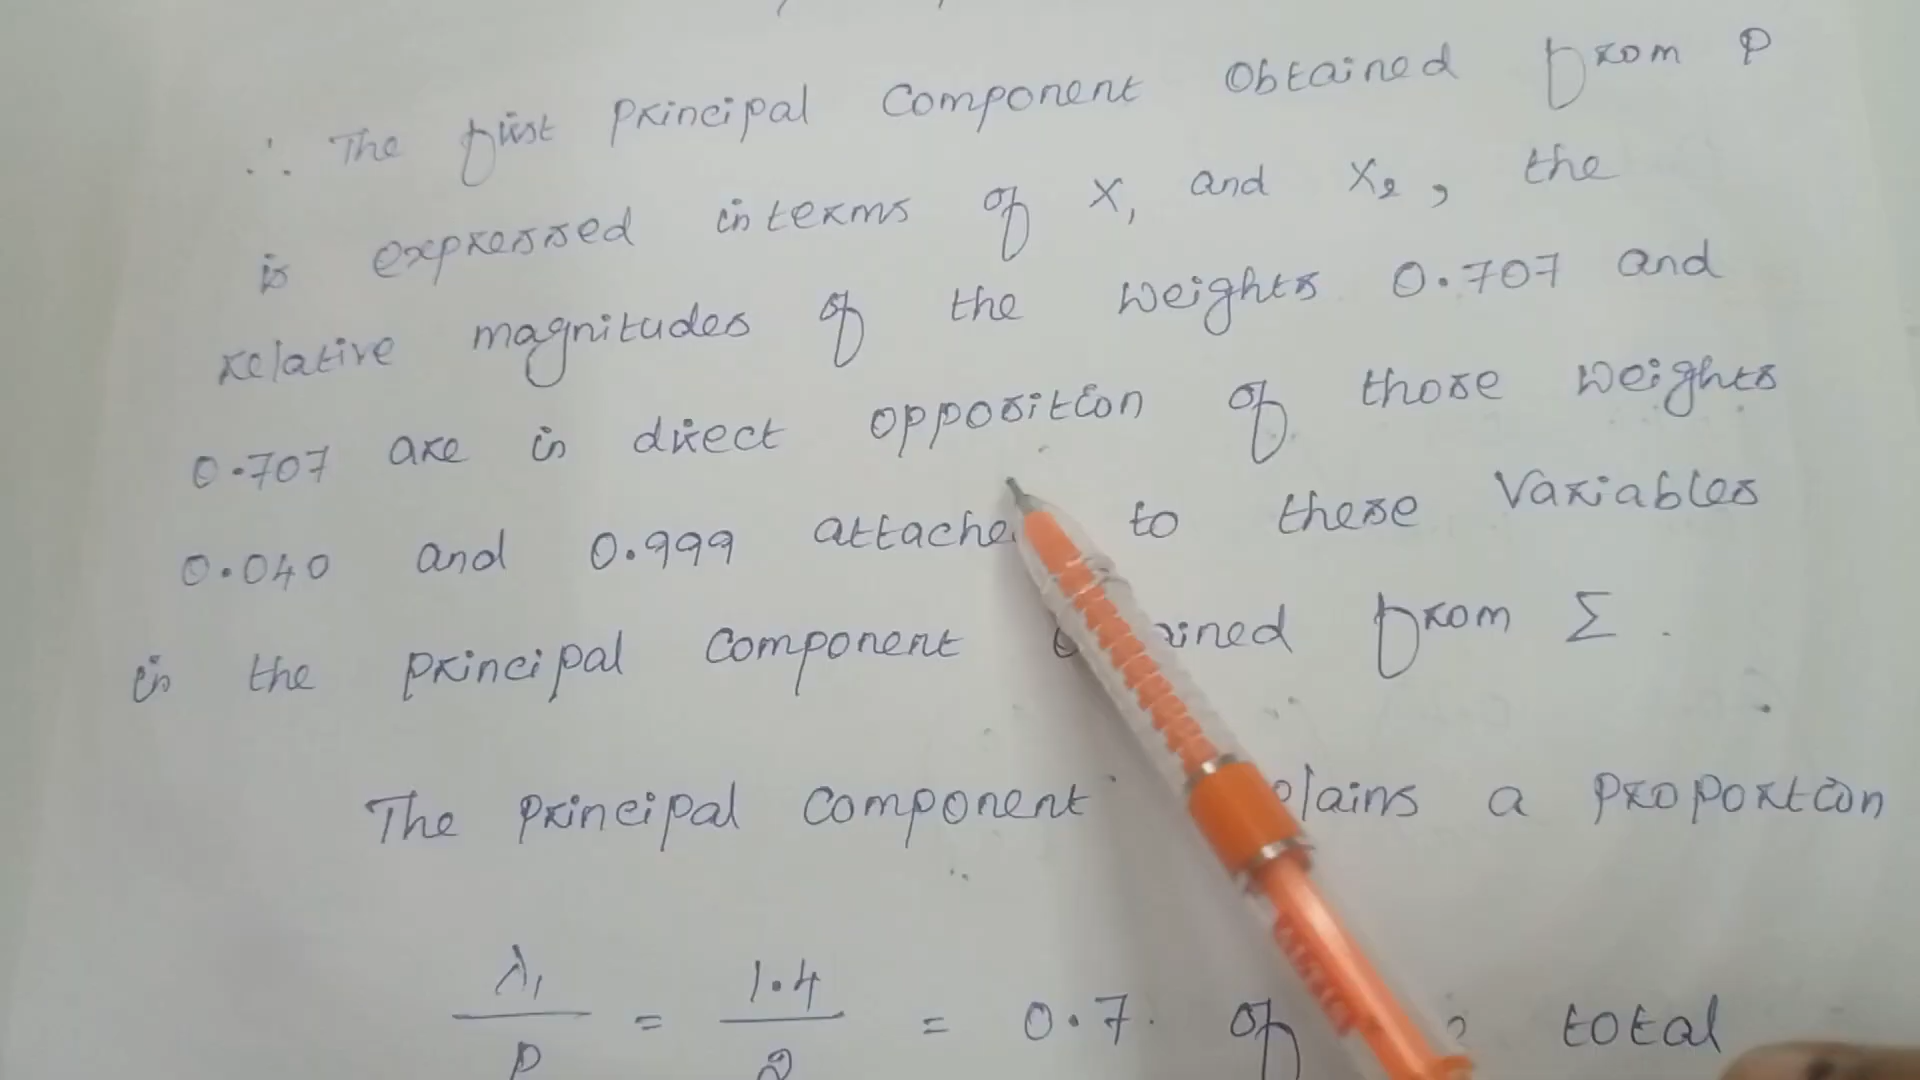 ∴ The first Principal Component Obtained from ρ
is expressed in terms of X₁ and X₂, the
relative magnitudes of the weights 0.707 and
0.707 are in direct opposition of those weights
0.040 and 0.999 to these Variables
in the principal component from Σ.
The principal component a proportion
λ₁/p = 1.4/2 = 0.7 of total